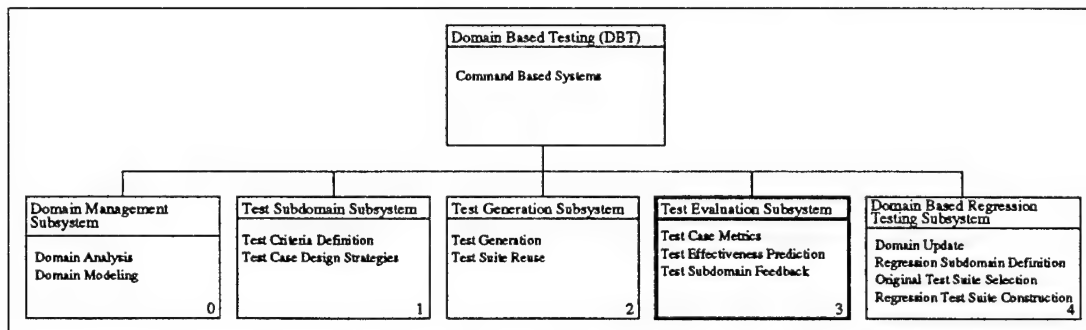 Domain Based Testing (DBT)
Command Based Systems
Domain Management
Subsystem
Domain Analysis
Domain Modeling
0
Test Subdomain Subsystem
Test Criteria Definition
Test Case Design Strategies
1
Test Generation Subsystem
Test Generation
Test Suite Reuse
2
Test Evaluation Subsystem
Test Case Metrics
Test Effectiveness Prediction
Test Subdomain Feedback
3
Domain Based Regression
Testing Subsystem
Domain Update
Regression Subdomain Definition
Original Test Suite Selection
Regression Test Suite Construction
4